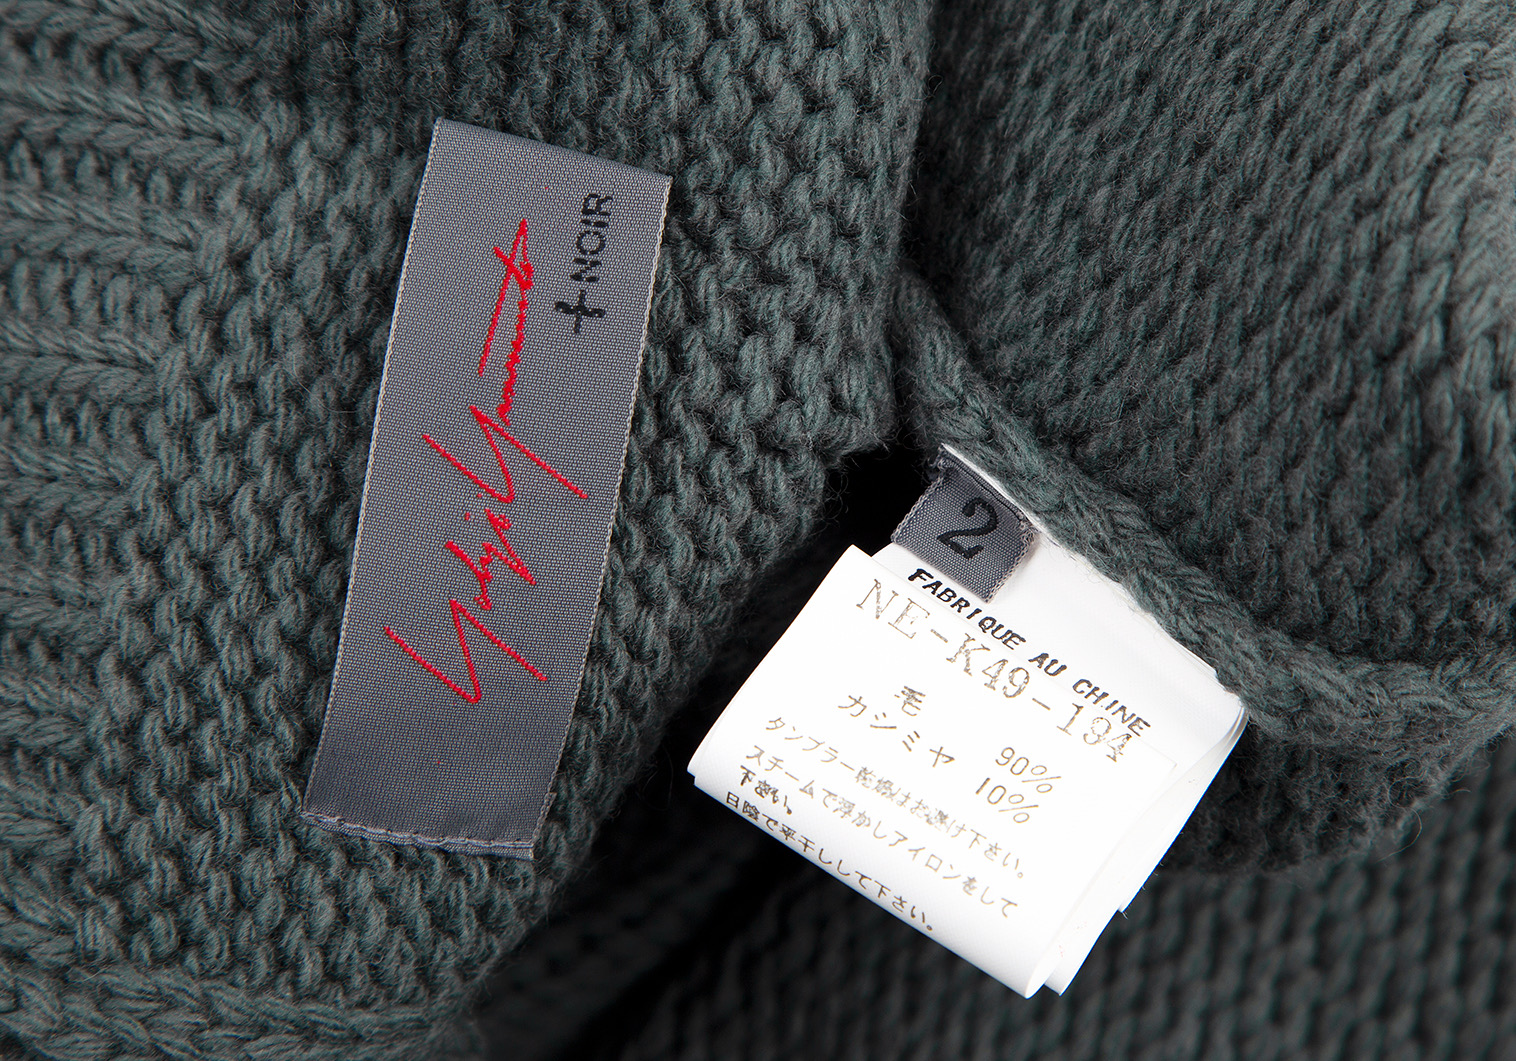 Yohji Yamamoto
+NOIR
2
FABRIQUE AU CHINE
NE-K49-194
毛 90%
カシミヤ 10%
タンブラー乾燥はお避け下さい。
スチームで浮かしアイロンをして
下さい。
日陰で平干しして下さい。